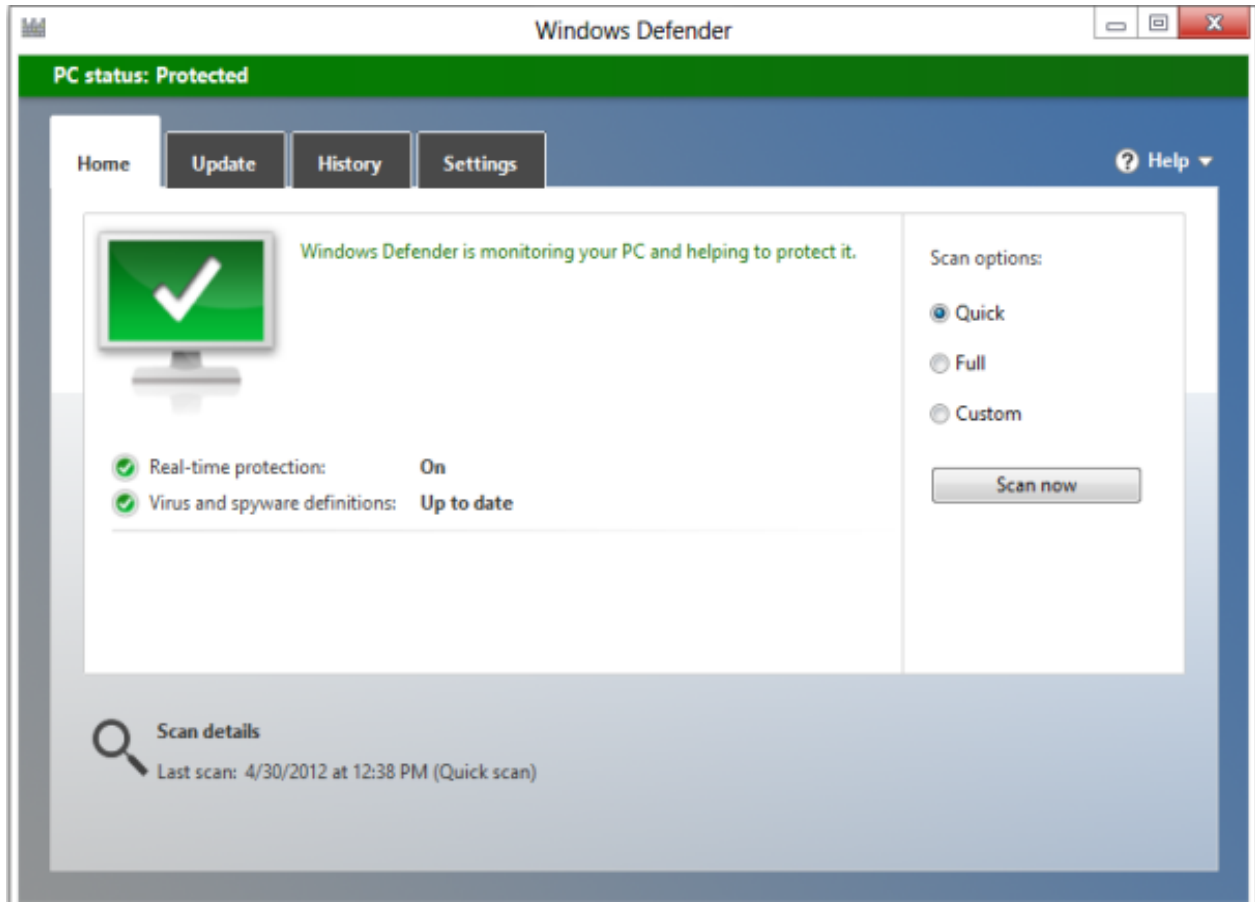 Windows Defender
PC status: Protected
Home
Update
History
Settings
Help
Windows Defender is monitoring your PC and helping to protect it.
Real-time protection: On
Virus and spyware definitions: Up to date
Scan options:
Quick
Full
Custom
Scan now
Scan details
Last scan: 4/30/2012 at 12:38 PM (Quick scan)